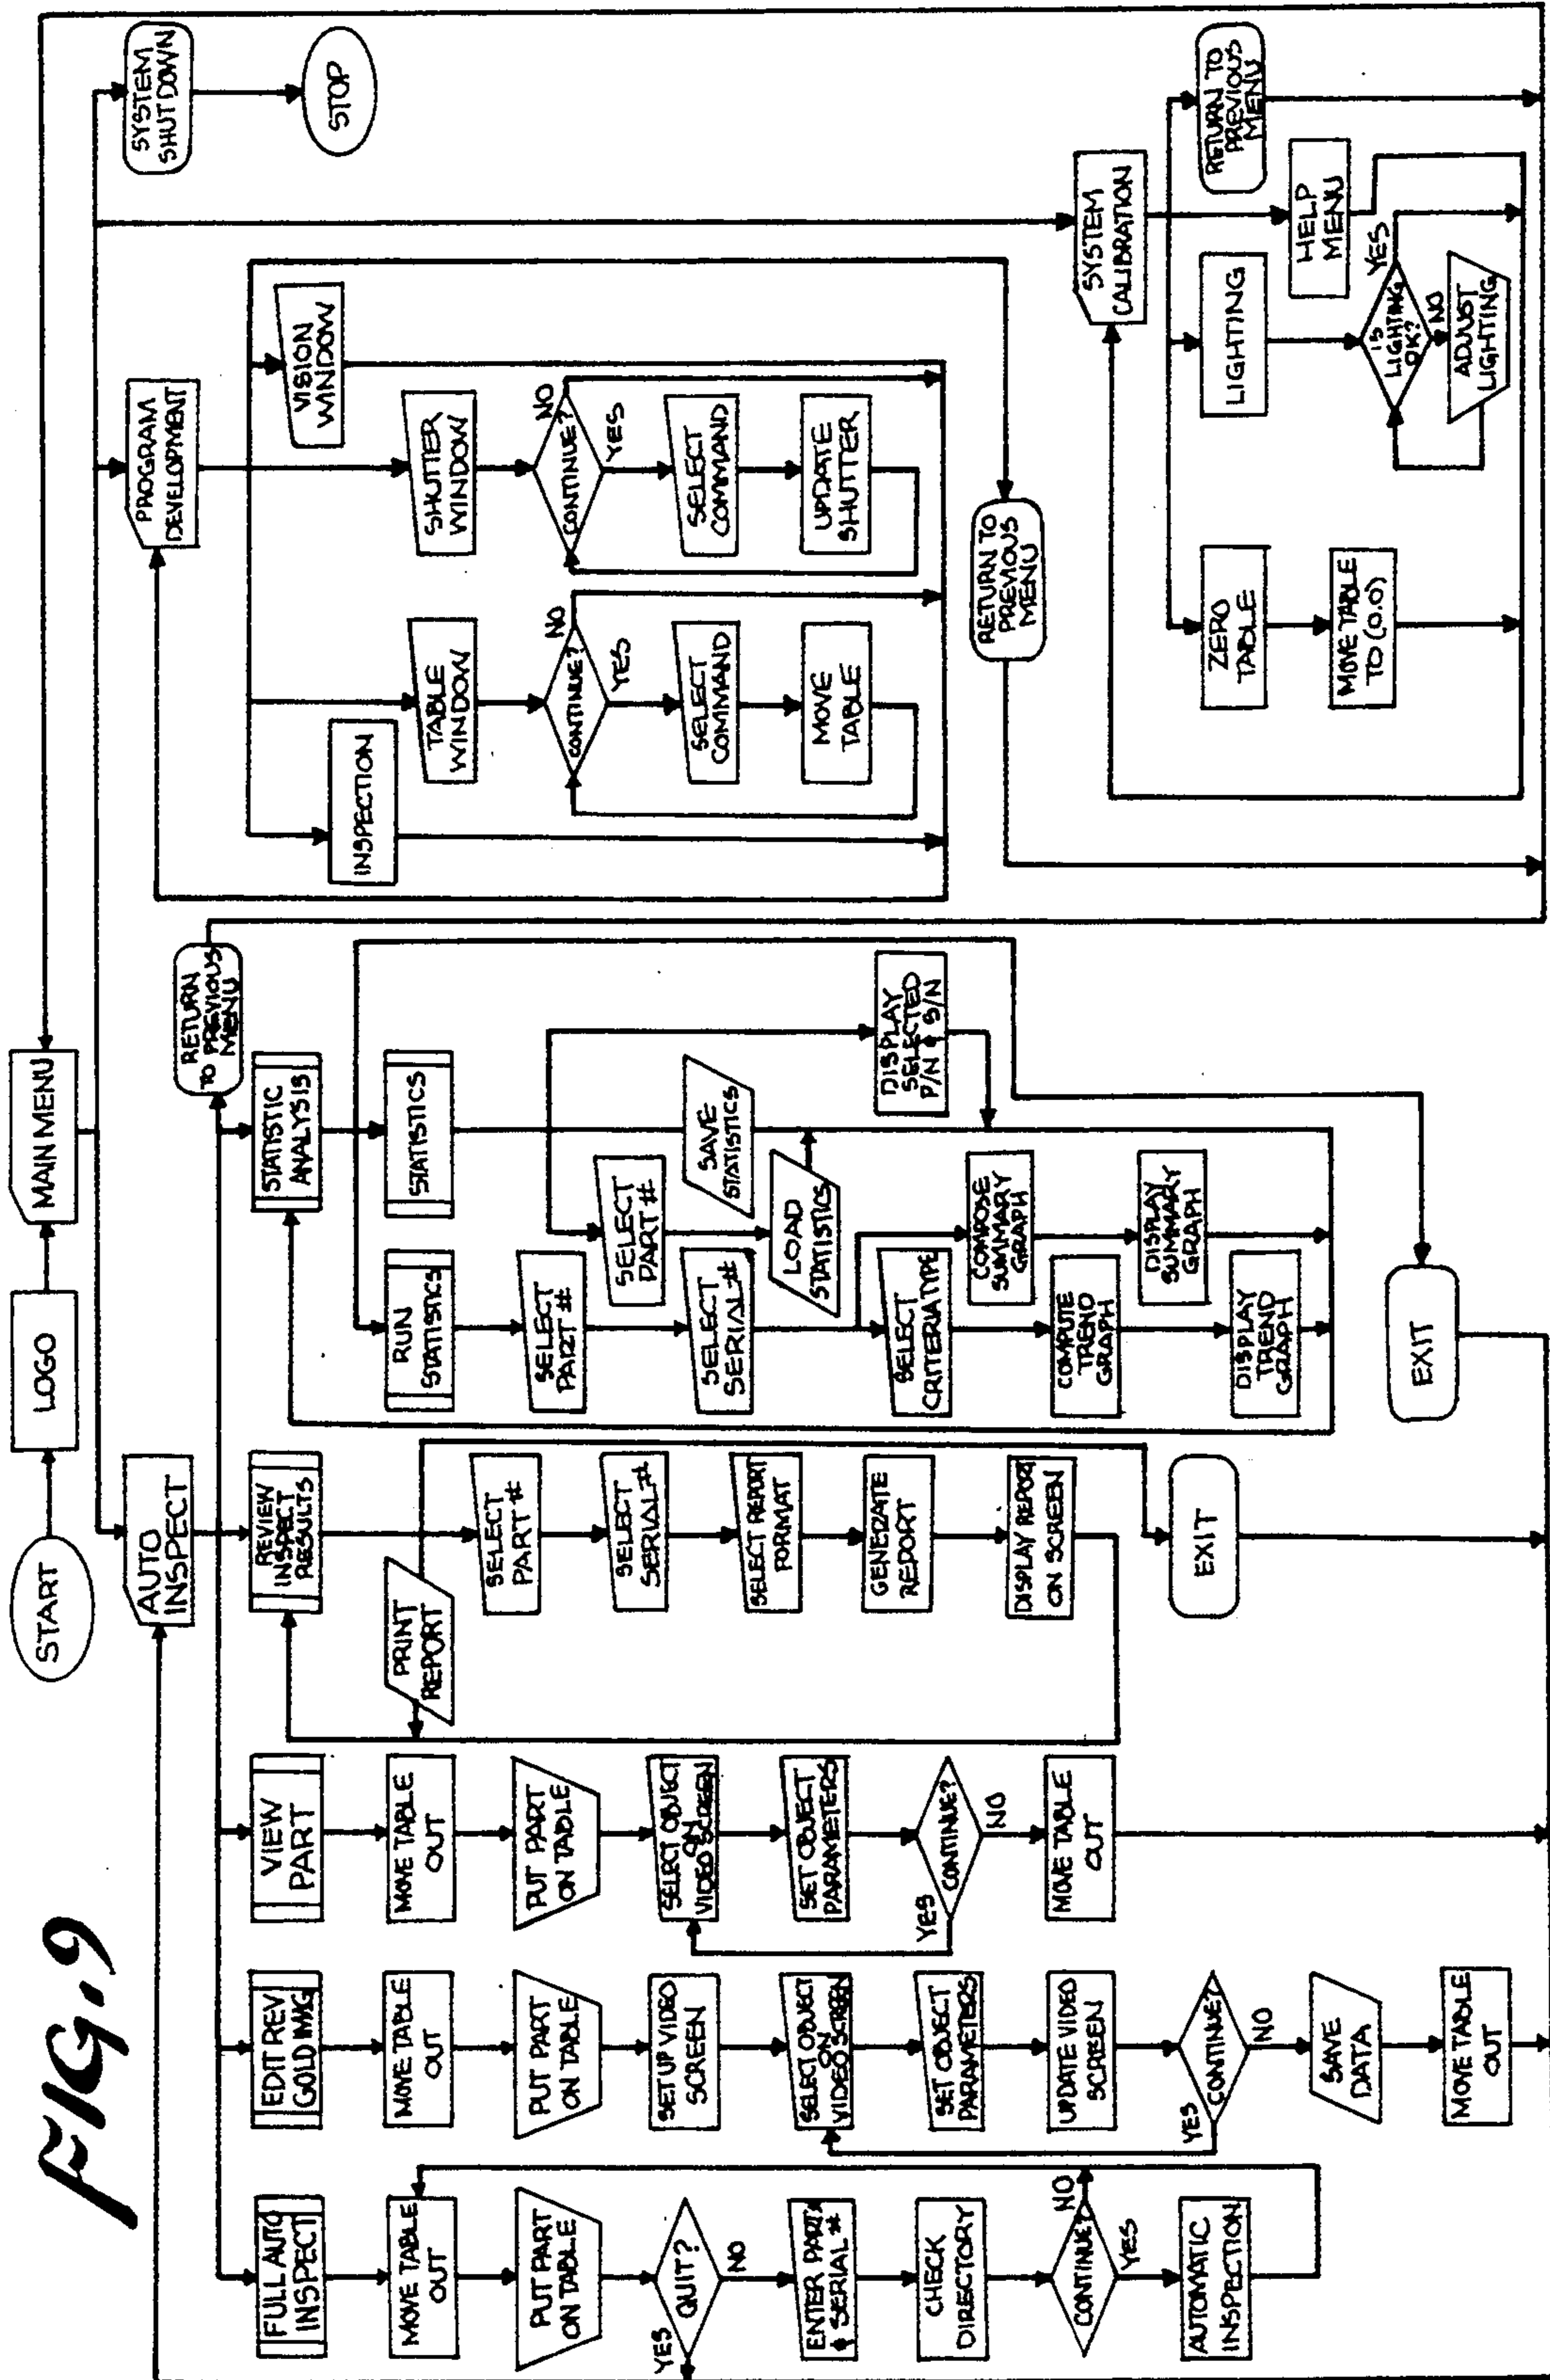 FIG. 9
START
LOGO
MAIN MENU
AUTO
INSPECT
PROGRAM
DEVELOPMENT
SYSTEM
SHUTDOWN
STOP
RETURN
TO PREVIOUS
MENU
FULL AUTO
INSPECT
MOVE TABLE
OUT
PUT PART
ON TABLE
QUIT?
YES
NO
ENTER PART #
& SERIAL #
CHECK
DIRECTORY
CONTINUE?
NO
YES
AUTOMATIC
INSPECTION
EDIT REV
GOLD IMG
MOVE TABLE
OUT
PUT PART
ON TABLE
SET UP VIDEO
SCREEN
SELECT OBJECT
ON
VIDEO SCREEN
SET OBJECT
PARAMETERS
UPDATE VIDEO
SCREEN
CONTINUE?
YES
NO
SAVE
DATA
MOVE TABLE
OUT
VIEW
PART
MOVE TABLE
OUT
PUT PART
ON TABLE
SELECT OBJECT
ON
VIDEO SCREEN
SET OBJECT
PARAMETERS
CONTINUE?
YES
NO
MOVE TABLE
OUT
REVIEW
INSPECT
RESULTS
PRINT
REPORT
SELECT
PART #
SELECT
SERIAL #
SELECT REPORT
FORMAT
GENERATE
REPORT
DISPLAY REPORT
ON SCREEN
EXIT
STATISTIC
ANALYSIS
RUN
STATISTICS
SELECT
PART #
SELECT
SERIAL #
SELECT
CRITERIA TYPE
COMPUTE
TREND
GRAPH
DISPLAY
TREND
GRAPH
COMPOSE
SUMMARY
GRAPH
DISPLAY
SUMMARY
GRAPH
STATISTICS
SELECT
PART #
LOAD
STATISTICS
SAVE
STATISTICS
DISPLAY
SELECTED
P/N & S/N
EXIT
INSPECTION
TABLE
WINDOW
CONTINUE?
NO
YES
SELECT
COMMAND
MOVE
TABLE
SHUTTER
WINDOW
CONTINUE?
NO
YES
SELECT
COMMAND
UPDATE
SHUTTER
VISION
WINDOW
RETURN TO
PREVIOUS
MENU
SYSTEM
CALIBRATION
ZERO
TABLE
MOVE TABLE
TO (0.0)
LIGHTING
IS
LIGHTING
OK?
YES
NO
ADJUST
LIGHTING
HELP
MENU
RETURN TO
PREVIOUS
MENU